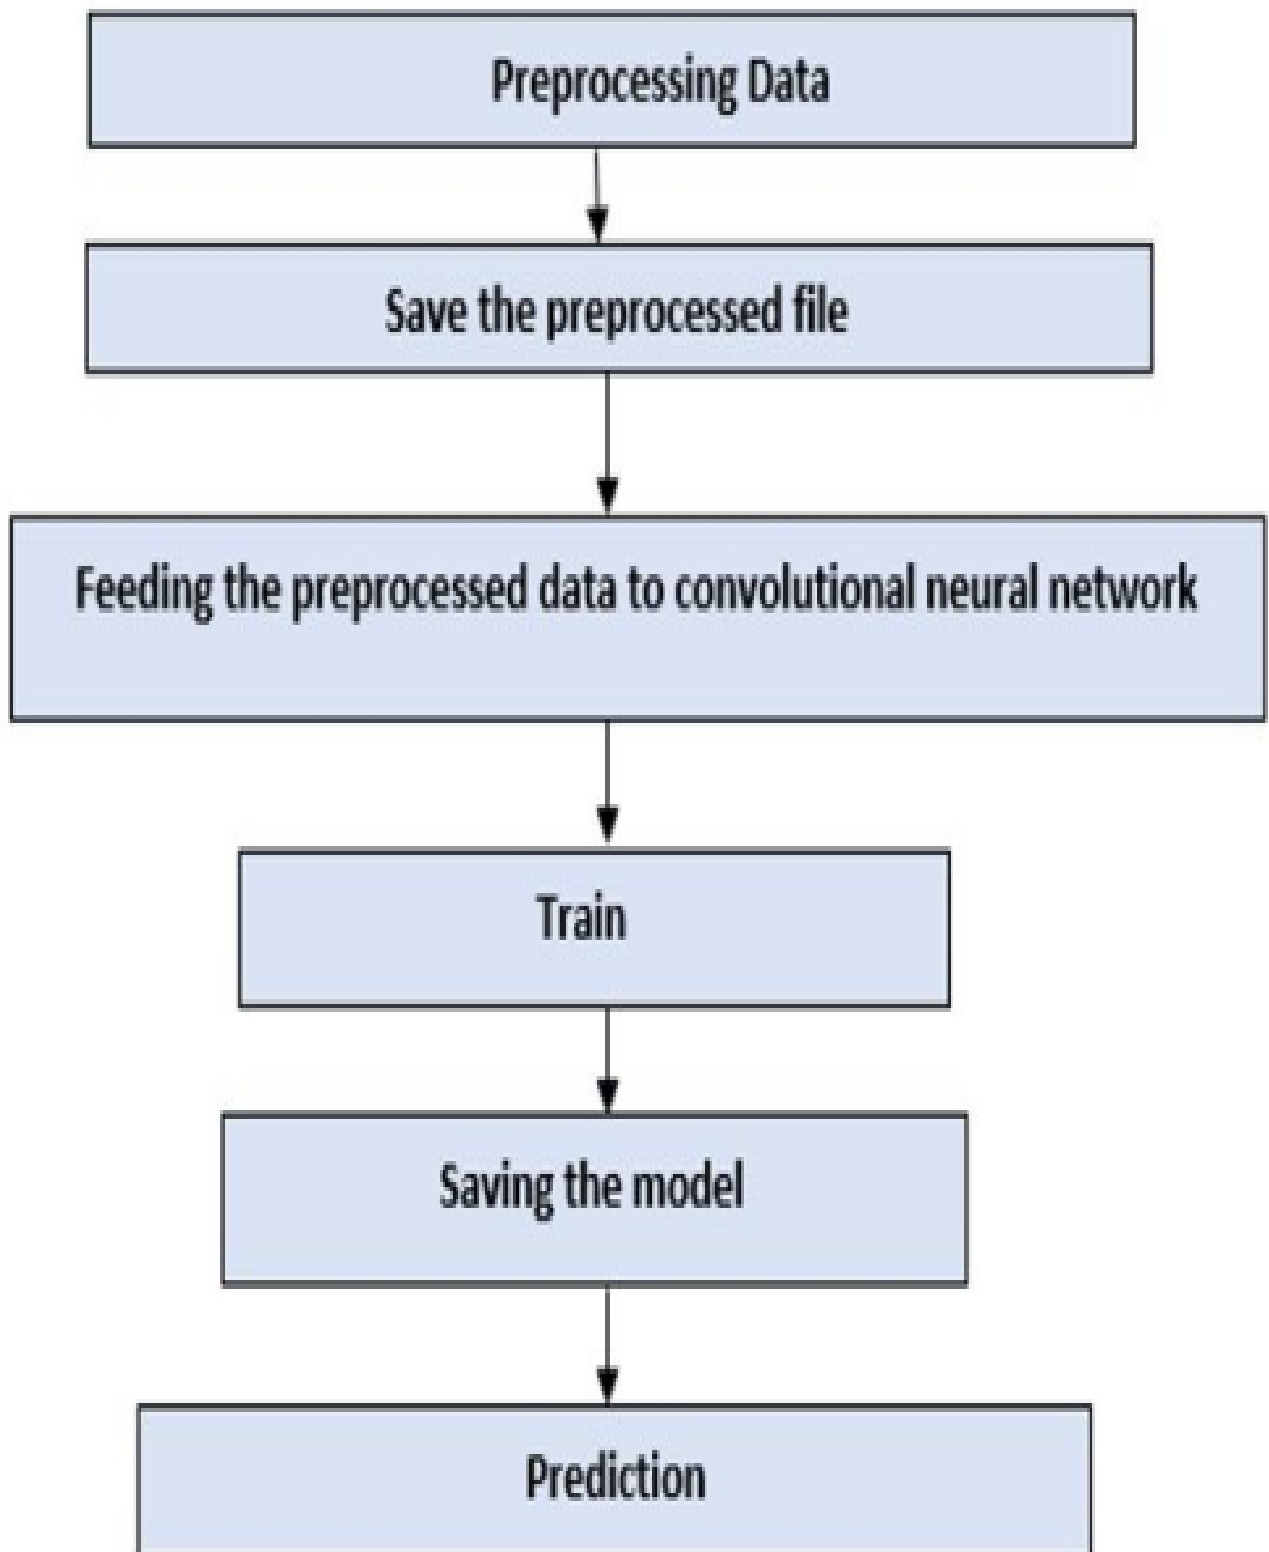 Preprocessing Data
Save the preprocessed file
Feeding the preprocessed data to convolutional neural network
Train
Saving the model
Prediction